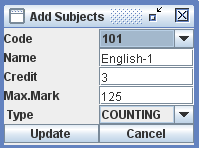 Add Subjects
Code 101
Name English-1
Credit 3
Max.Mark 125
Type COUNTING
Update Cancel